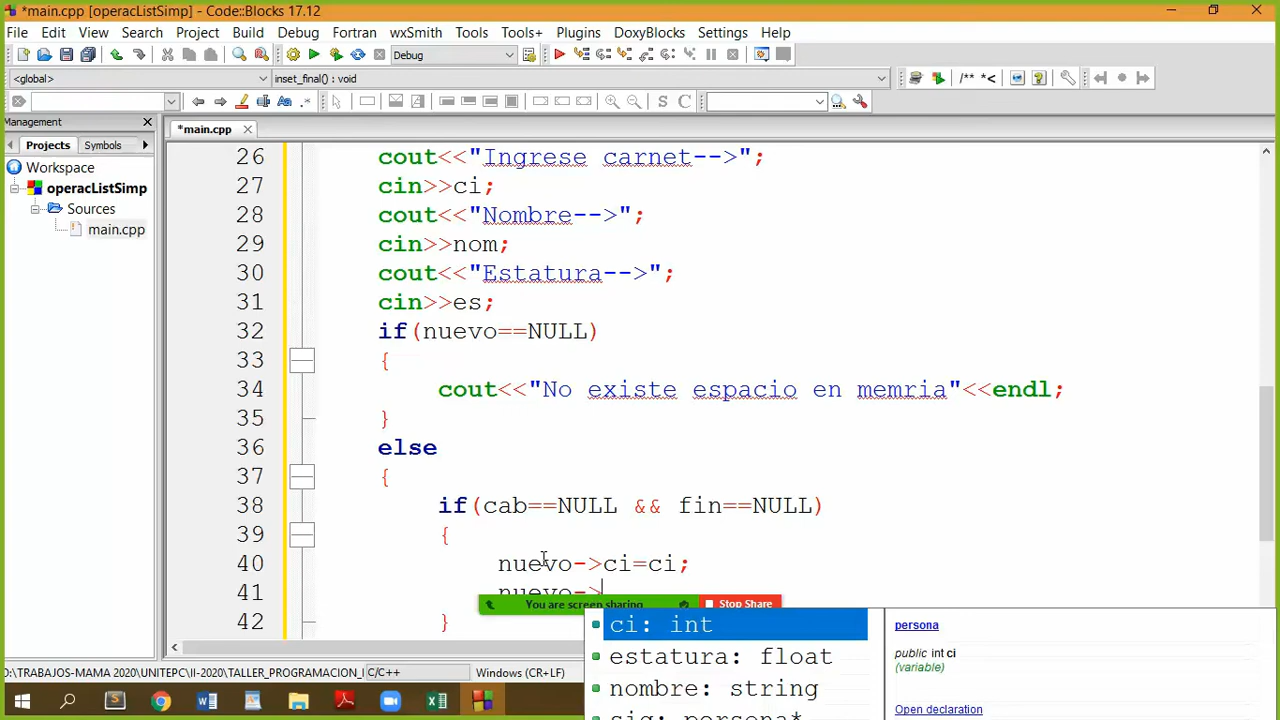 *main.cpp [operacListSimp] - Code::Blocks 17.12
File Edit View Search Project Build Debug Fortran wxSmith Tools Tools+ Plugins DoxyBlocks Settings Help
Debug
<global> inset_final() : void
/** *<
Aa .* S C
Management *main.cpp
Projects Symbols
Workspace
operacListSimp
Sources
main.cpp
26 cout<<"Ingrese carnet-->";
27 cin>>ci;
28 cout<<"Nombre-->";
29 cin>>nom;
30 cout<<"Estatura-->";
31 cin>>es;
32 if(nuevo==NULL)
33 {
34 cout<<"No existe espacio en memria"<<endl;
35 }
36 else
37 {
38 if(cab==NULL && fin==NULL)
39 {
40 nuevo->ci=ci;
41 nuevo->
You are screen sharing Stop Share
42 }
ci: int
estatura: float
nombre: string
sig: persona*
persona
public int ci
(variable)
Open declaration
D:\TRABAJOS-MAMA 2020\UNITEPC\II-2020\TALLER_PROGRAMACION_I C/C++ Windows (CR+LF)